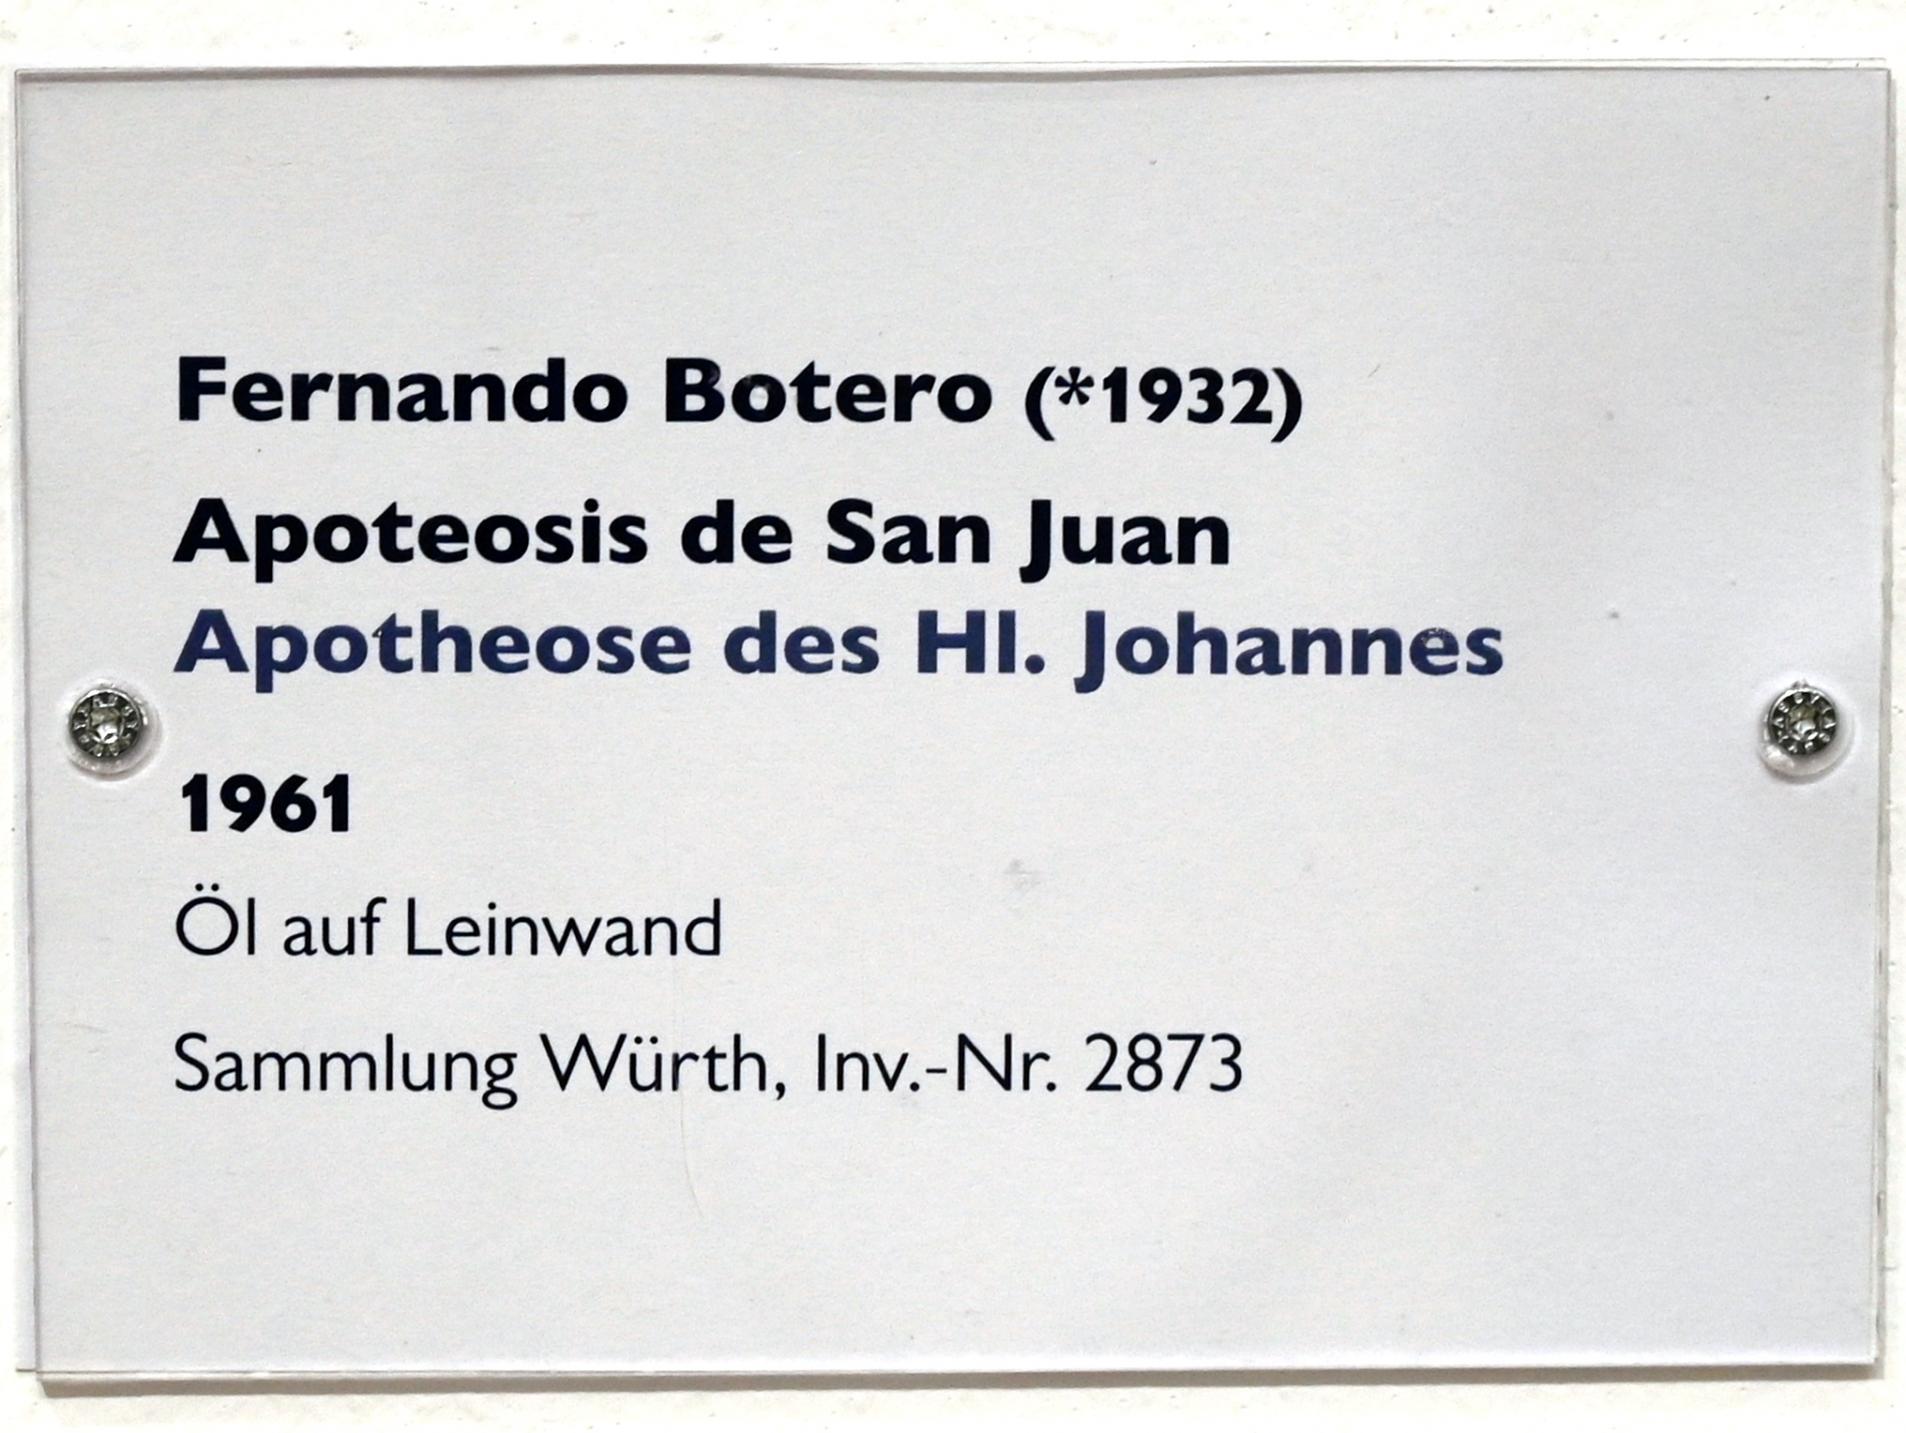 Fernando Botero (*1932)
Apoteosis de San Juan
Apotheose des Hl. Johannes
1961
Öl auf Leinwand
Sammlung Würth, Inv.-Nr. 2873